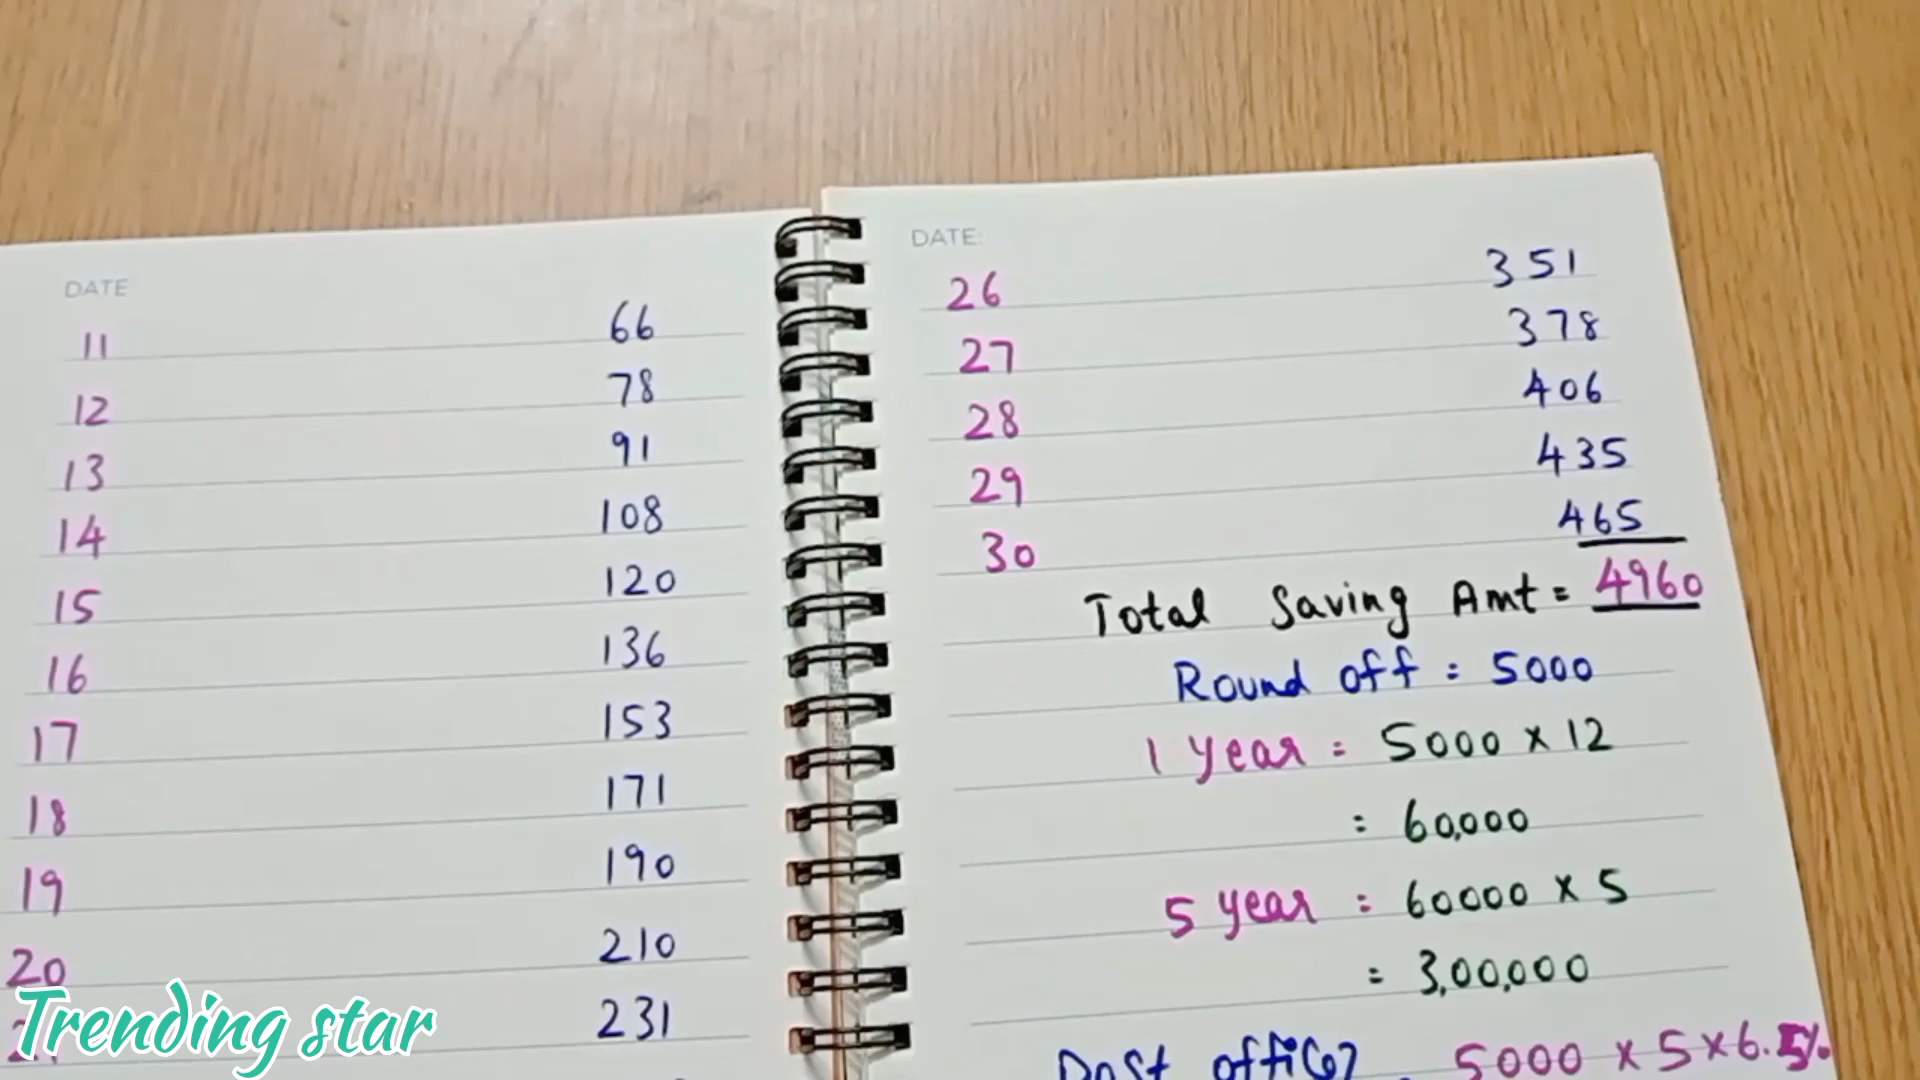 DATE
11 66
12 78
13 91
14 108
15 120
16 136
17 153
18 171
19 190
20 210
231
DATE:
26 351
27 378
28 406
29 435
30 465
Total Saving Amt = 4960
Round off = 5000
1 Year = 5000 x 12
= 60,000
5 Year = 60000 x 5
= 3,00,000
Post office 5000 x 5 x 6.5%
Trending star